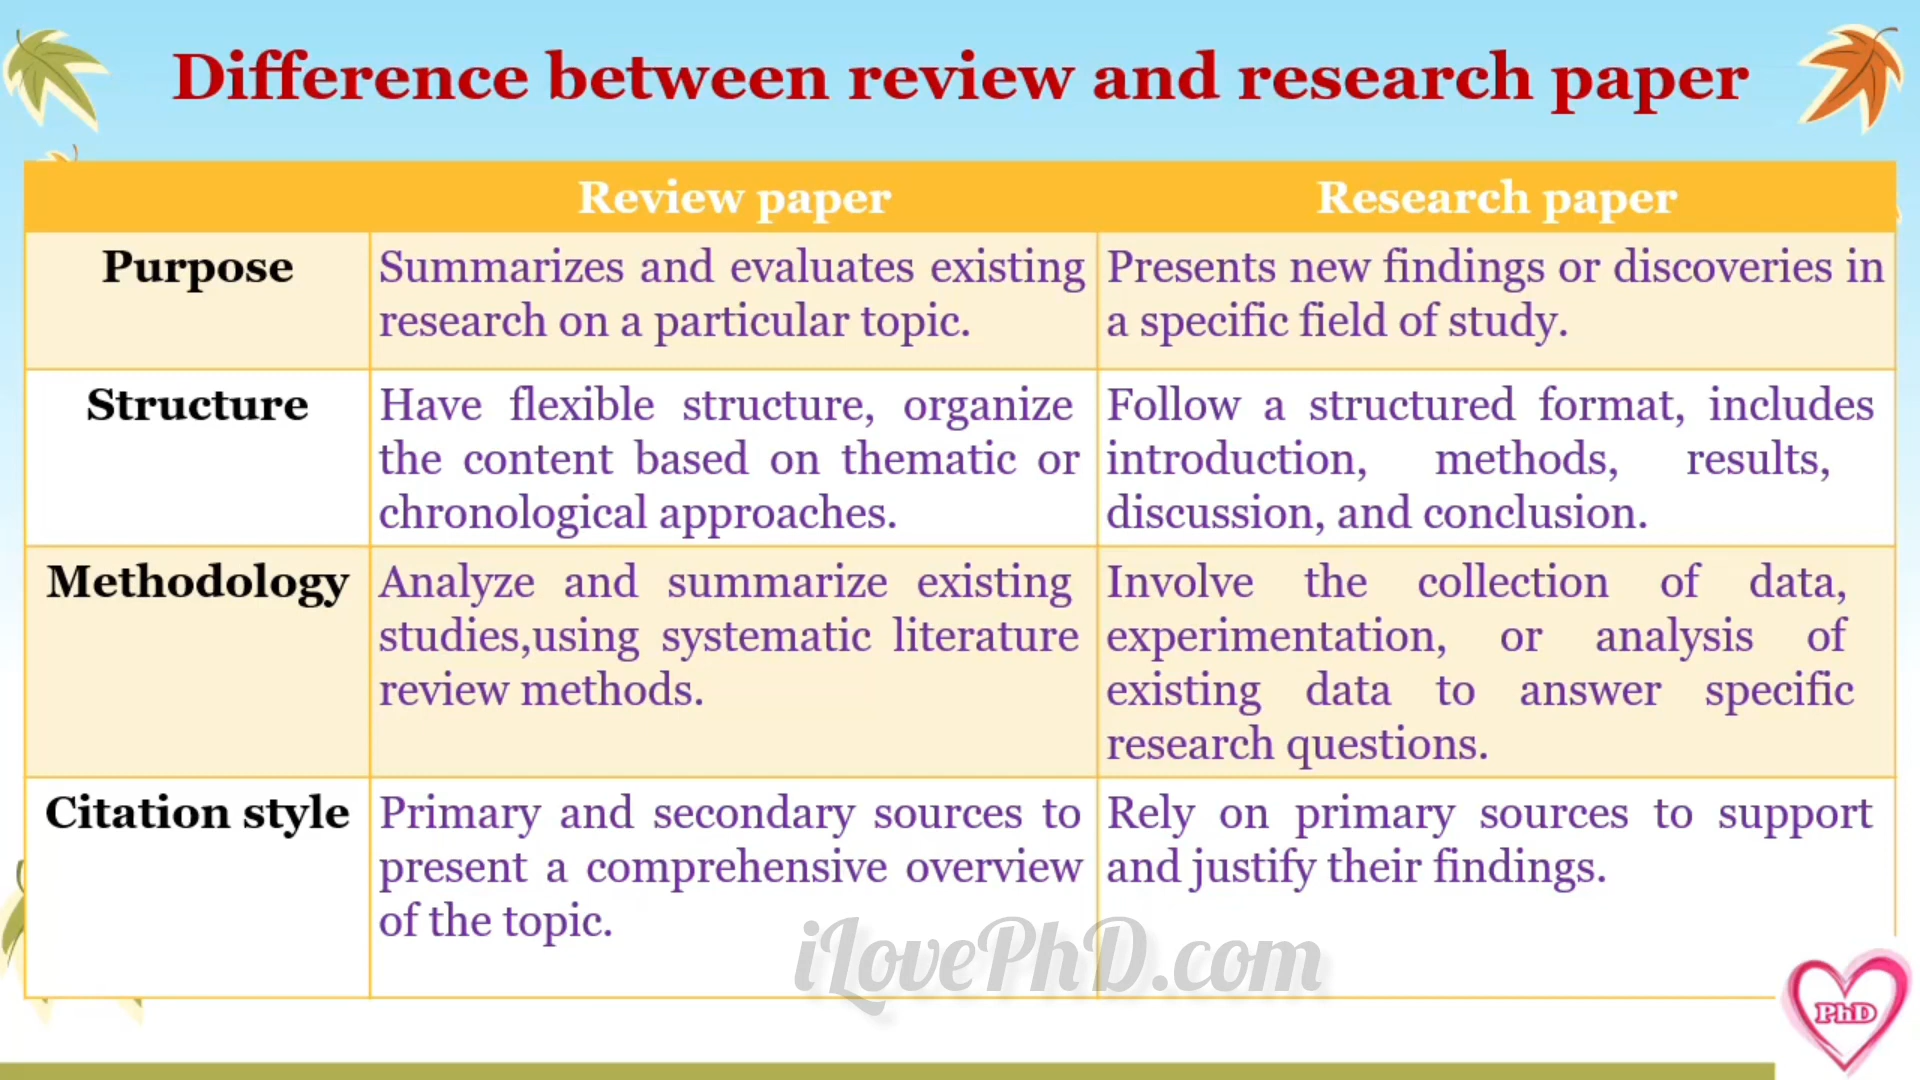 Difference between review and research paper
Review paper
Research paper
Purpose
Summarizes and evaluates existing
research on a particular topic.
Presents new findings or discoveries in
a specific field of study.
Structure
Have flexible structure, organize
the content based on thematic or
chronological approaches.
Follow a structured format, includes
introduction, methods, results,
discussion, and conclusion.
Methodology
Analyze and summarize existing
studies,using systematic literature
review methods.
Involve the collection of data,
experimentation, or analysis of
existing data to answer specific
research questions.
Citation style
Primary and secondary sources to
present a comprehensive overview
of the topic.
Rely on primary sources to support
and justify their findings.
iLovePhD.com
PhD